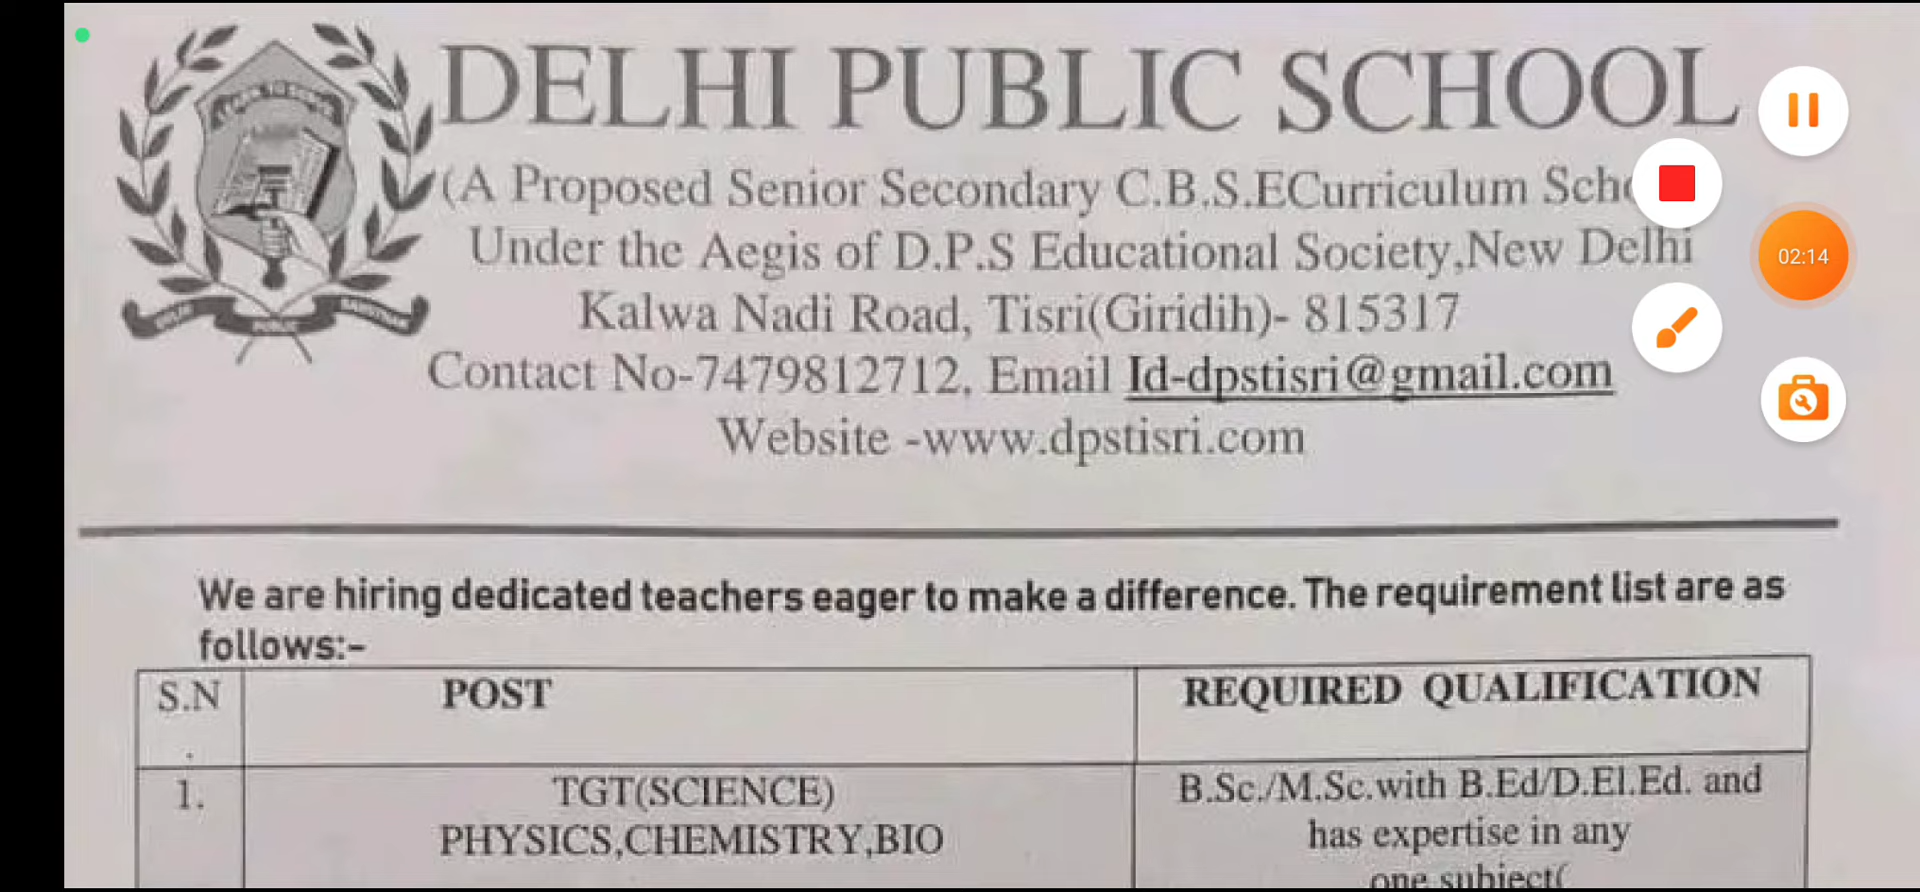 DELHI PUBLIC SCHOOL
(A Proposed Senior Secondary C.B.S.ECurriculum
Under the Aegis of D.P.S Educational Society,New Delhi
Kalwa Nadi Road, Tisri(Giridih)- 815317
Contact No-7479812712, Email Id-dpstisri@gmail.com
Website -www.dpstisri.com
02:14
We are hiring dedicated teachers eager to make a difference. The requirement list are as
follows:-
S.N. POST REQUIRED QUALIFICATION
1. TGT(SCIENCE) B.Sc./M.Sc.with B.Ed/D.El.Ed. and
PHYSICS,CHEMISTRY,BIO has expertise in any
one subject(